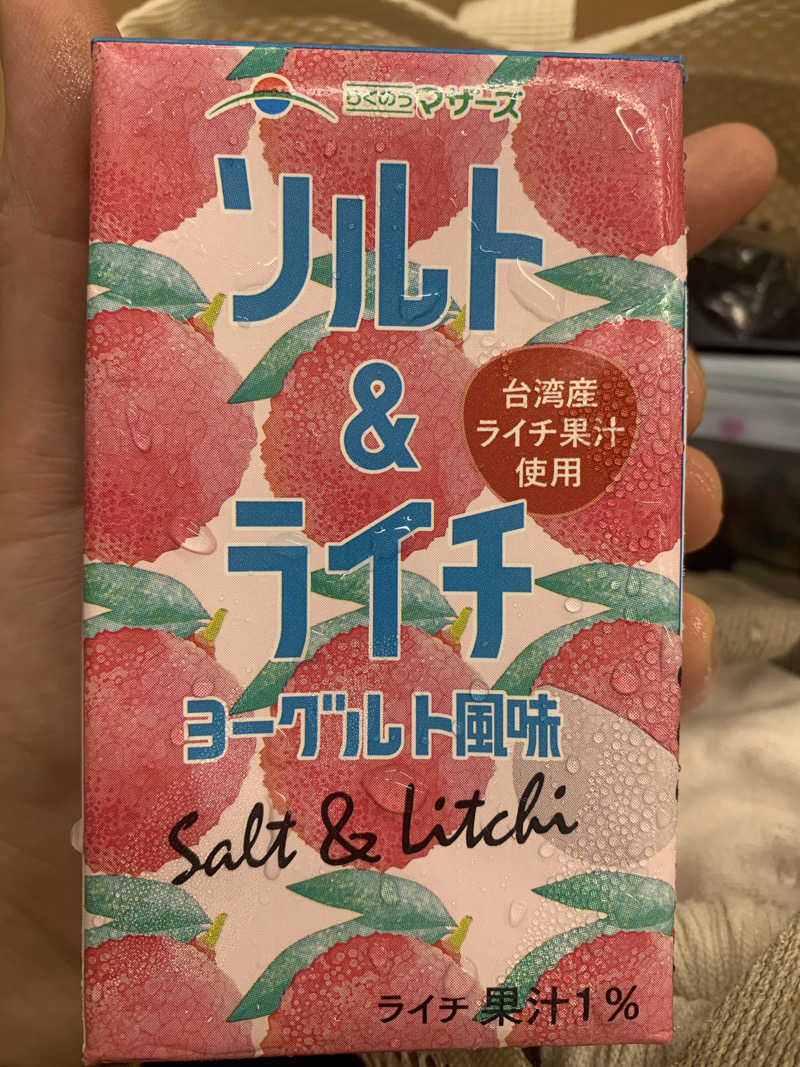 らくのうマザーズ
ソルト
&
ライチ
台湾産
ライチ果汁
使用
ヨーグルト風味
Salt & Litchi
ライチ 果汁1%